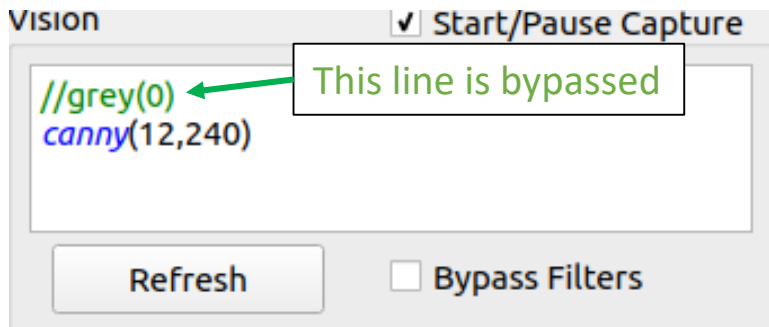 Vision
Start/Pause Capture
//grey(0)
This line is bypassed
canny(12,240)
Refresh
Bypass Filters